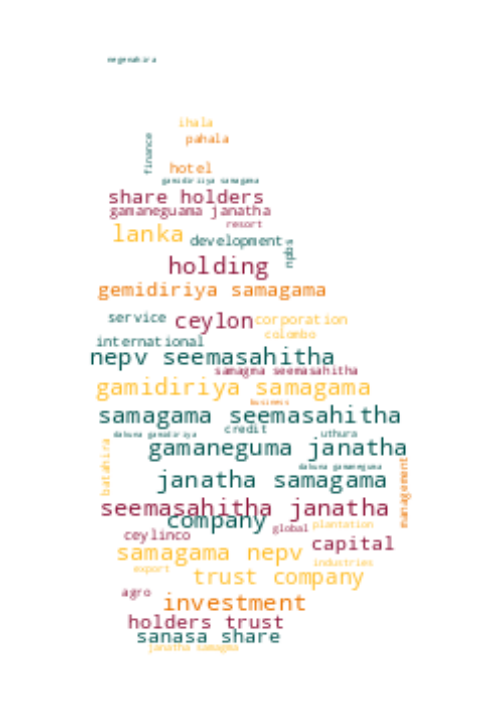 negenahira
ihala
pahala
finance
hotel
gamidiriya samagama
share holders
gamaneguama janatha
resort
lanka
development
npbs
holding
gemidiriya samagama
service
ceylon
corporation
colombo
international
nepv seemasahitha
samagma seemasahitha
gamidiriya samagama
business
samagama seemasahitha
credit
dakuna gamidiriya
uthura
gamaneguma janatha
batahira
dakuna gamaneguma
janatha samagama
management
seemasahitha janatha
company
global
plantation
ceylinco
capital
samagama nepv
industries
export
trust company
agro
investment
holders trust
sanasa share
janatha samagma